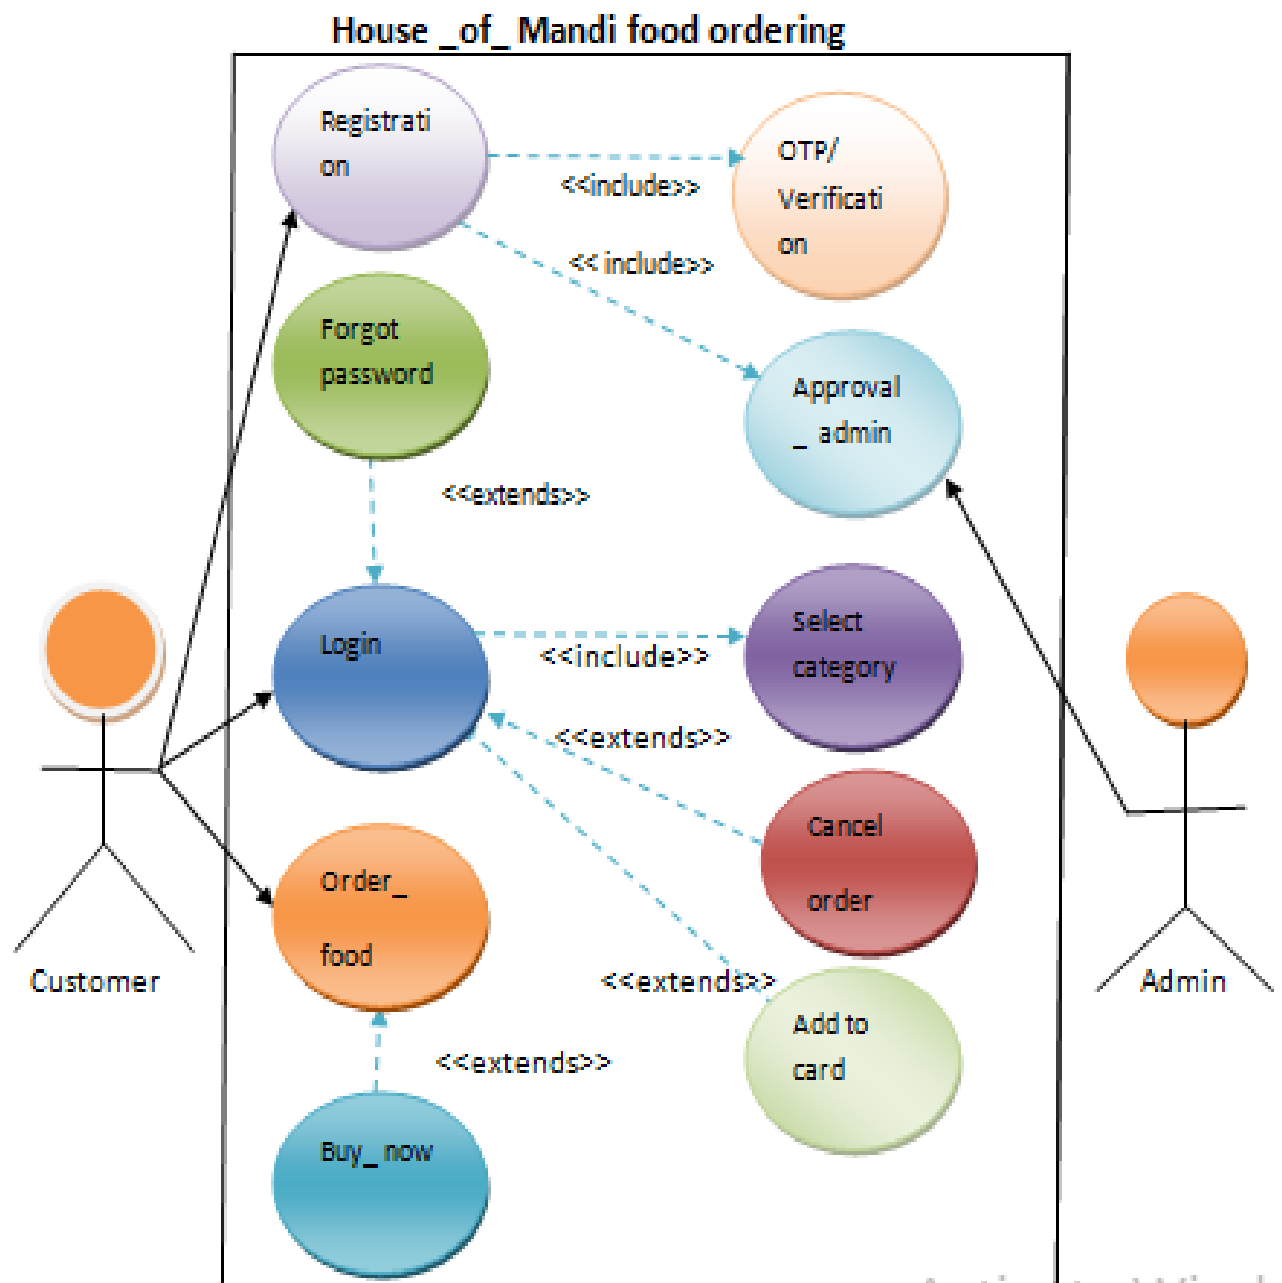 House _of_ Mandi food ordering
Registrati
on
<<include>>
OTP/
Verificati
on
<< include>>
Forgot
password
Approval
_ admin
<<extends>>
Login
<<include>>
Select
category
<<extends>>
Cancel
order
Order_
food
Customer
<<extends>>
Admin
Add to
card
<<extends>>
Buy_ now